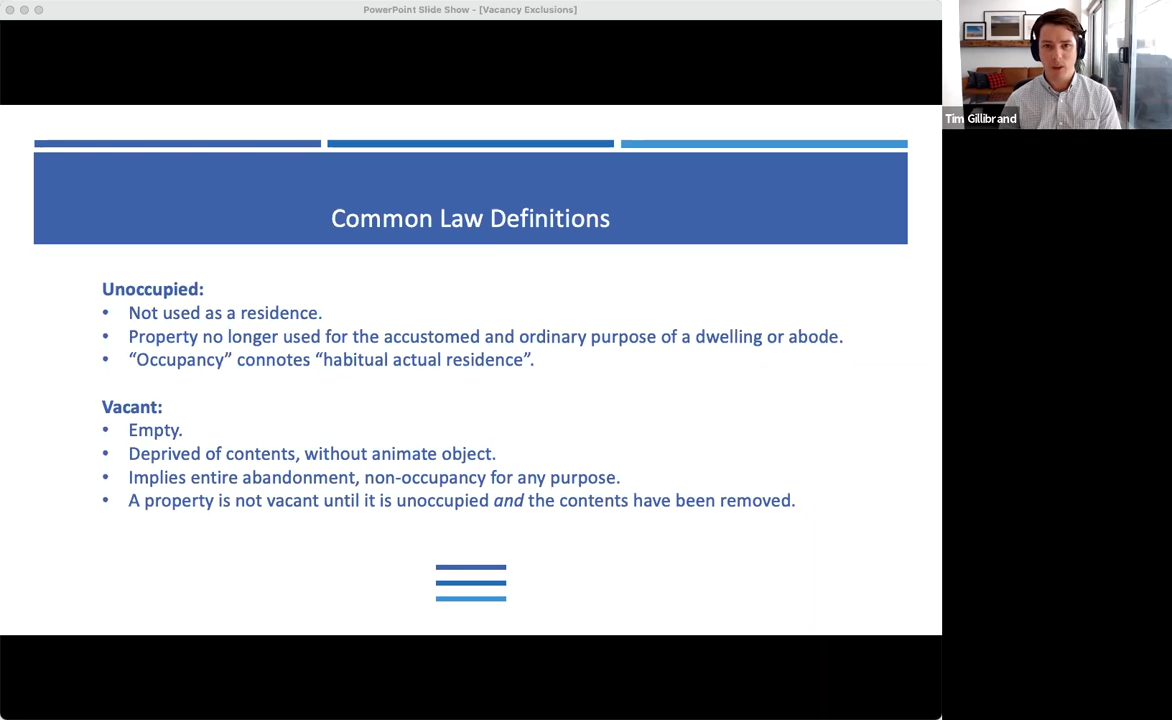 PowerPoint Slide Show - [Vacancy Exclusions]
Tim Gillibrand
Common Law Definitions
Unoccupied:
• Not used as a residence.
• Property no longer used for the accustomed and ordinary purpose of a dwelling or abode.
• “Occupancy” connotes “habitual actual residence”.
Vacant:
• Empty.
• Deprived of contents, without animate object.
• Implies entire abandonment, non-occupancy for any purpose.
• A property is not vacant until it is unoccupied and the contents have been removed.